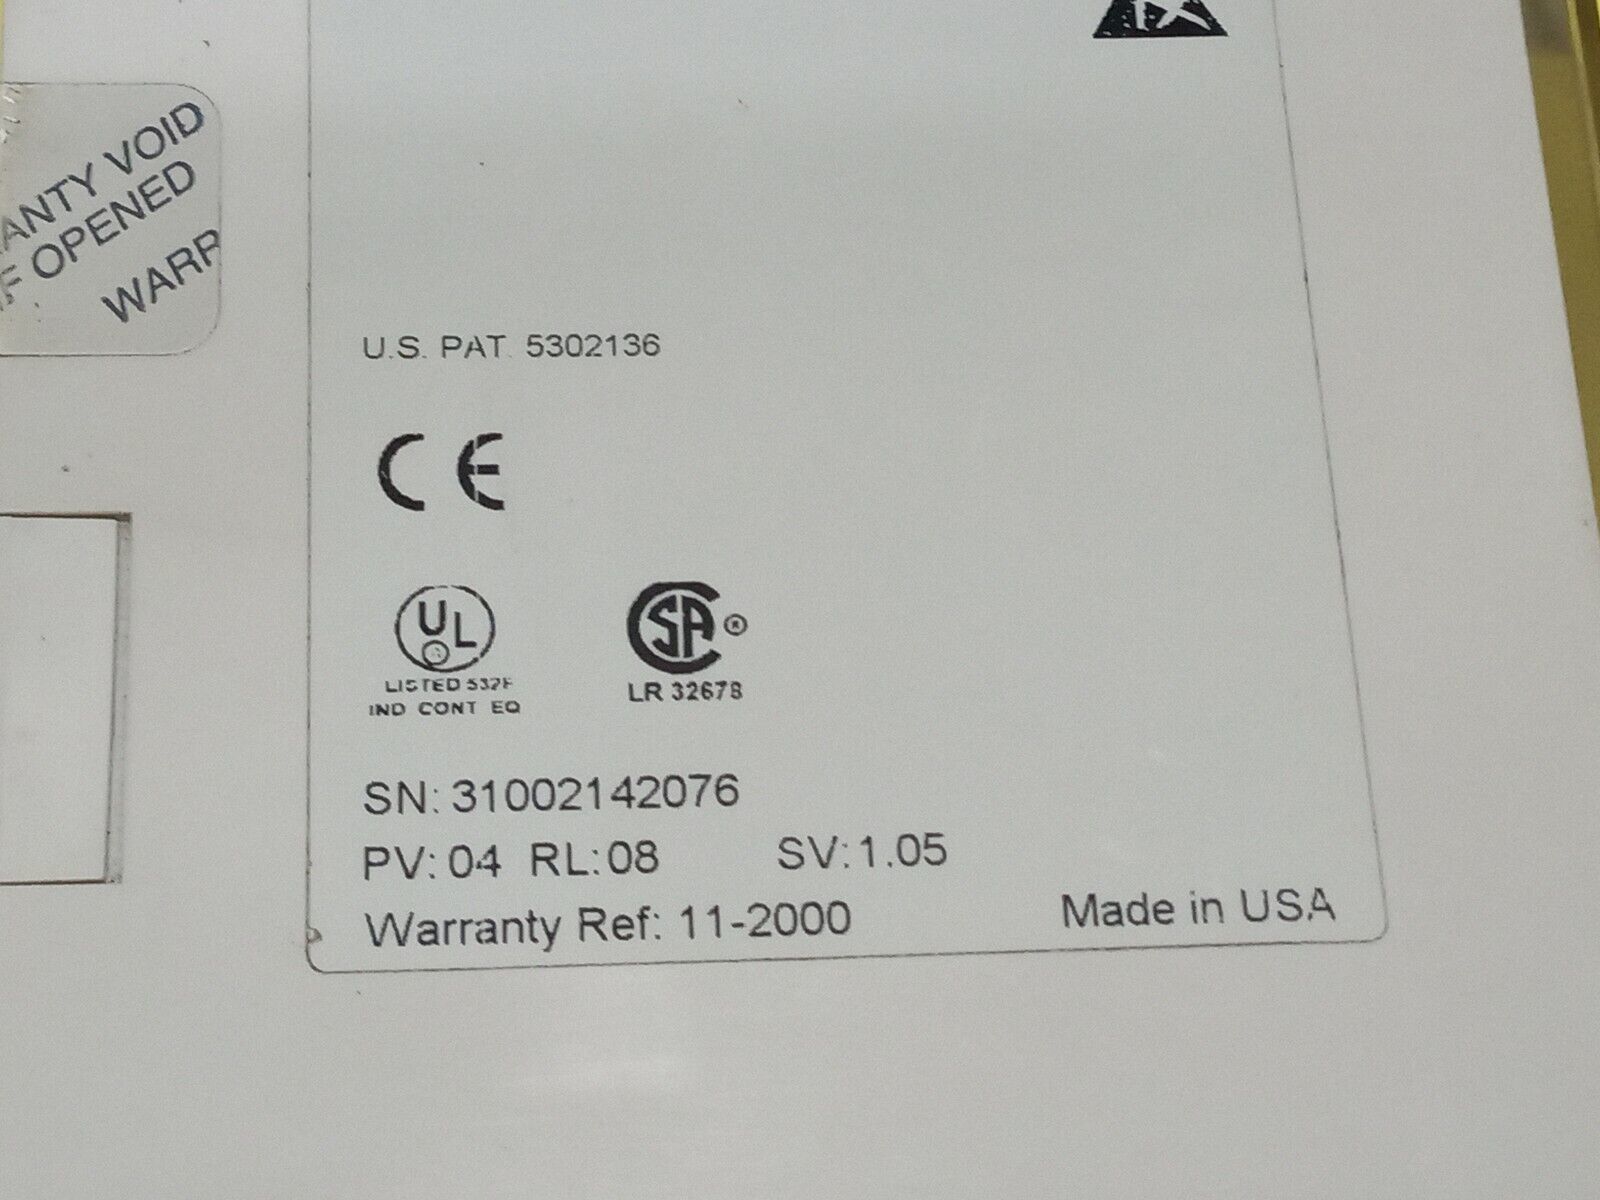 ANTY VOID
F OPENED
WARR
U.S. PAT. 5302136
CE
UL
LISTED 532F
IND CONT EQ
CSA ®
LR 32678
SN: 31002142076
PV: 04 RL: 08 SV: 1.05
Warranty Ref: 11-2000
Made in USA